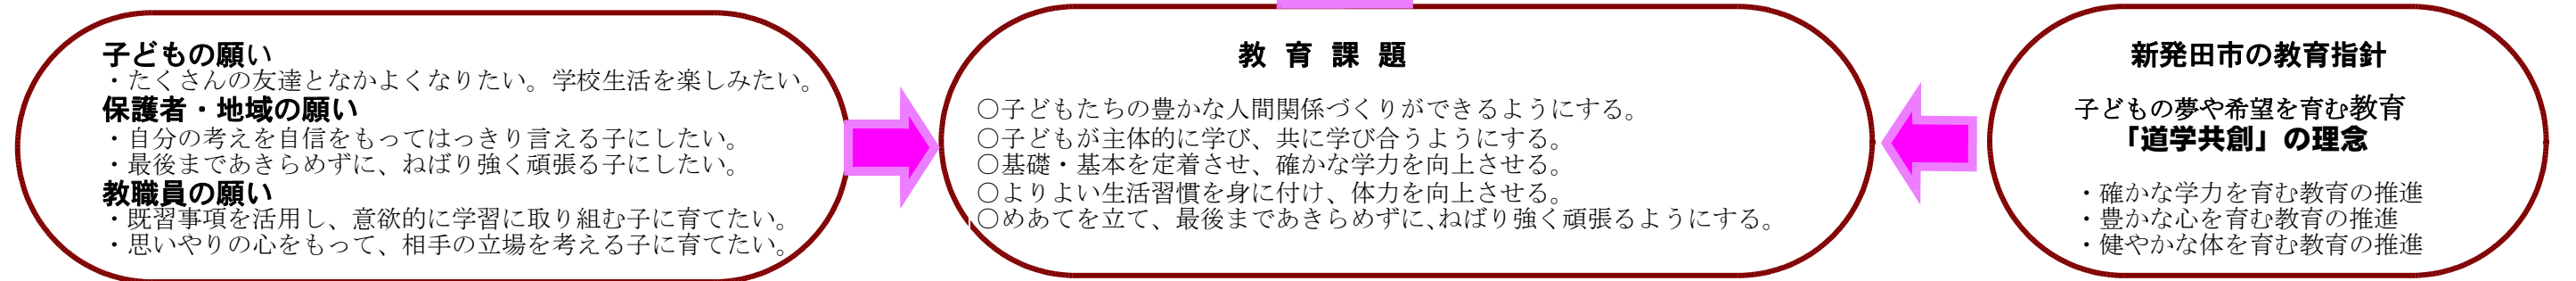 子どもの願い
・たくさんの友達となかよくなりたい。学校生活を楽しみたい。
保護者・地域の願い
・自分の考えを自信をもってはっきり言える子にしたい。
・最後まであきらめずに、ねばり強く頑張る子にしたい。
教職員の願い
・既習事項を活用し、意欲的に学習に取り組む子に育てたい。
・思いやりの心をもって、相手の立場を考える子に育てたい。
教 育 課 題
○子どもたちの豊かな人間関係づくりができるようにする。
○子どもが主体的に学び、共に学び合うようにする。
○基礎・基本を定着させ、確かな学力を向上させる。
○よりよい生活習慣を身に付け、体力を向上させる。
○めあてを立て、最後まであきらめずに、ねばり強く頑張るようにする。
新発田市の教育指針
子どもの夢や希望を育む教育
「道学共創」の理念
・確かな学力を育む教育の推進
・豊かな心を育む教育の推進
・健やかな体を育む教育の推進